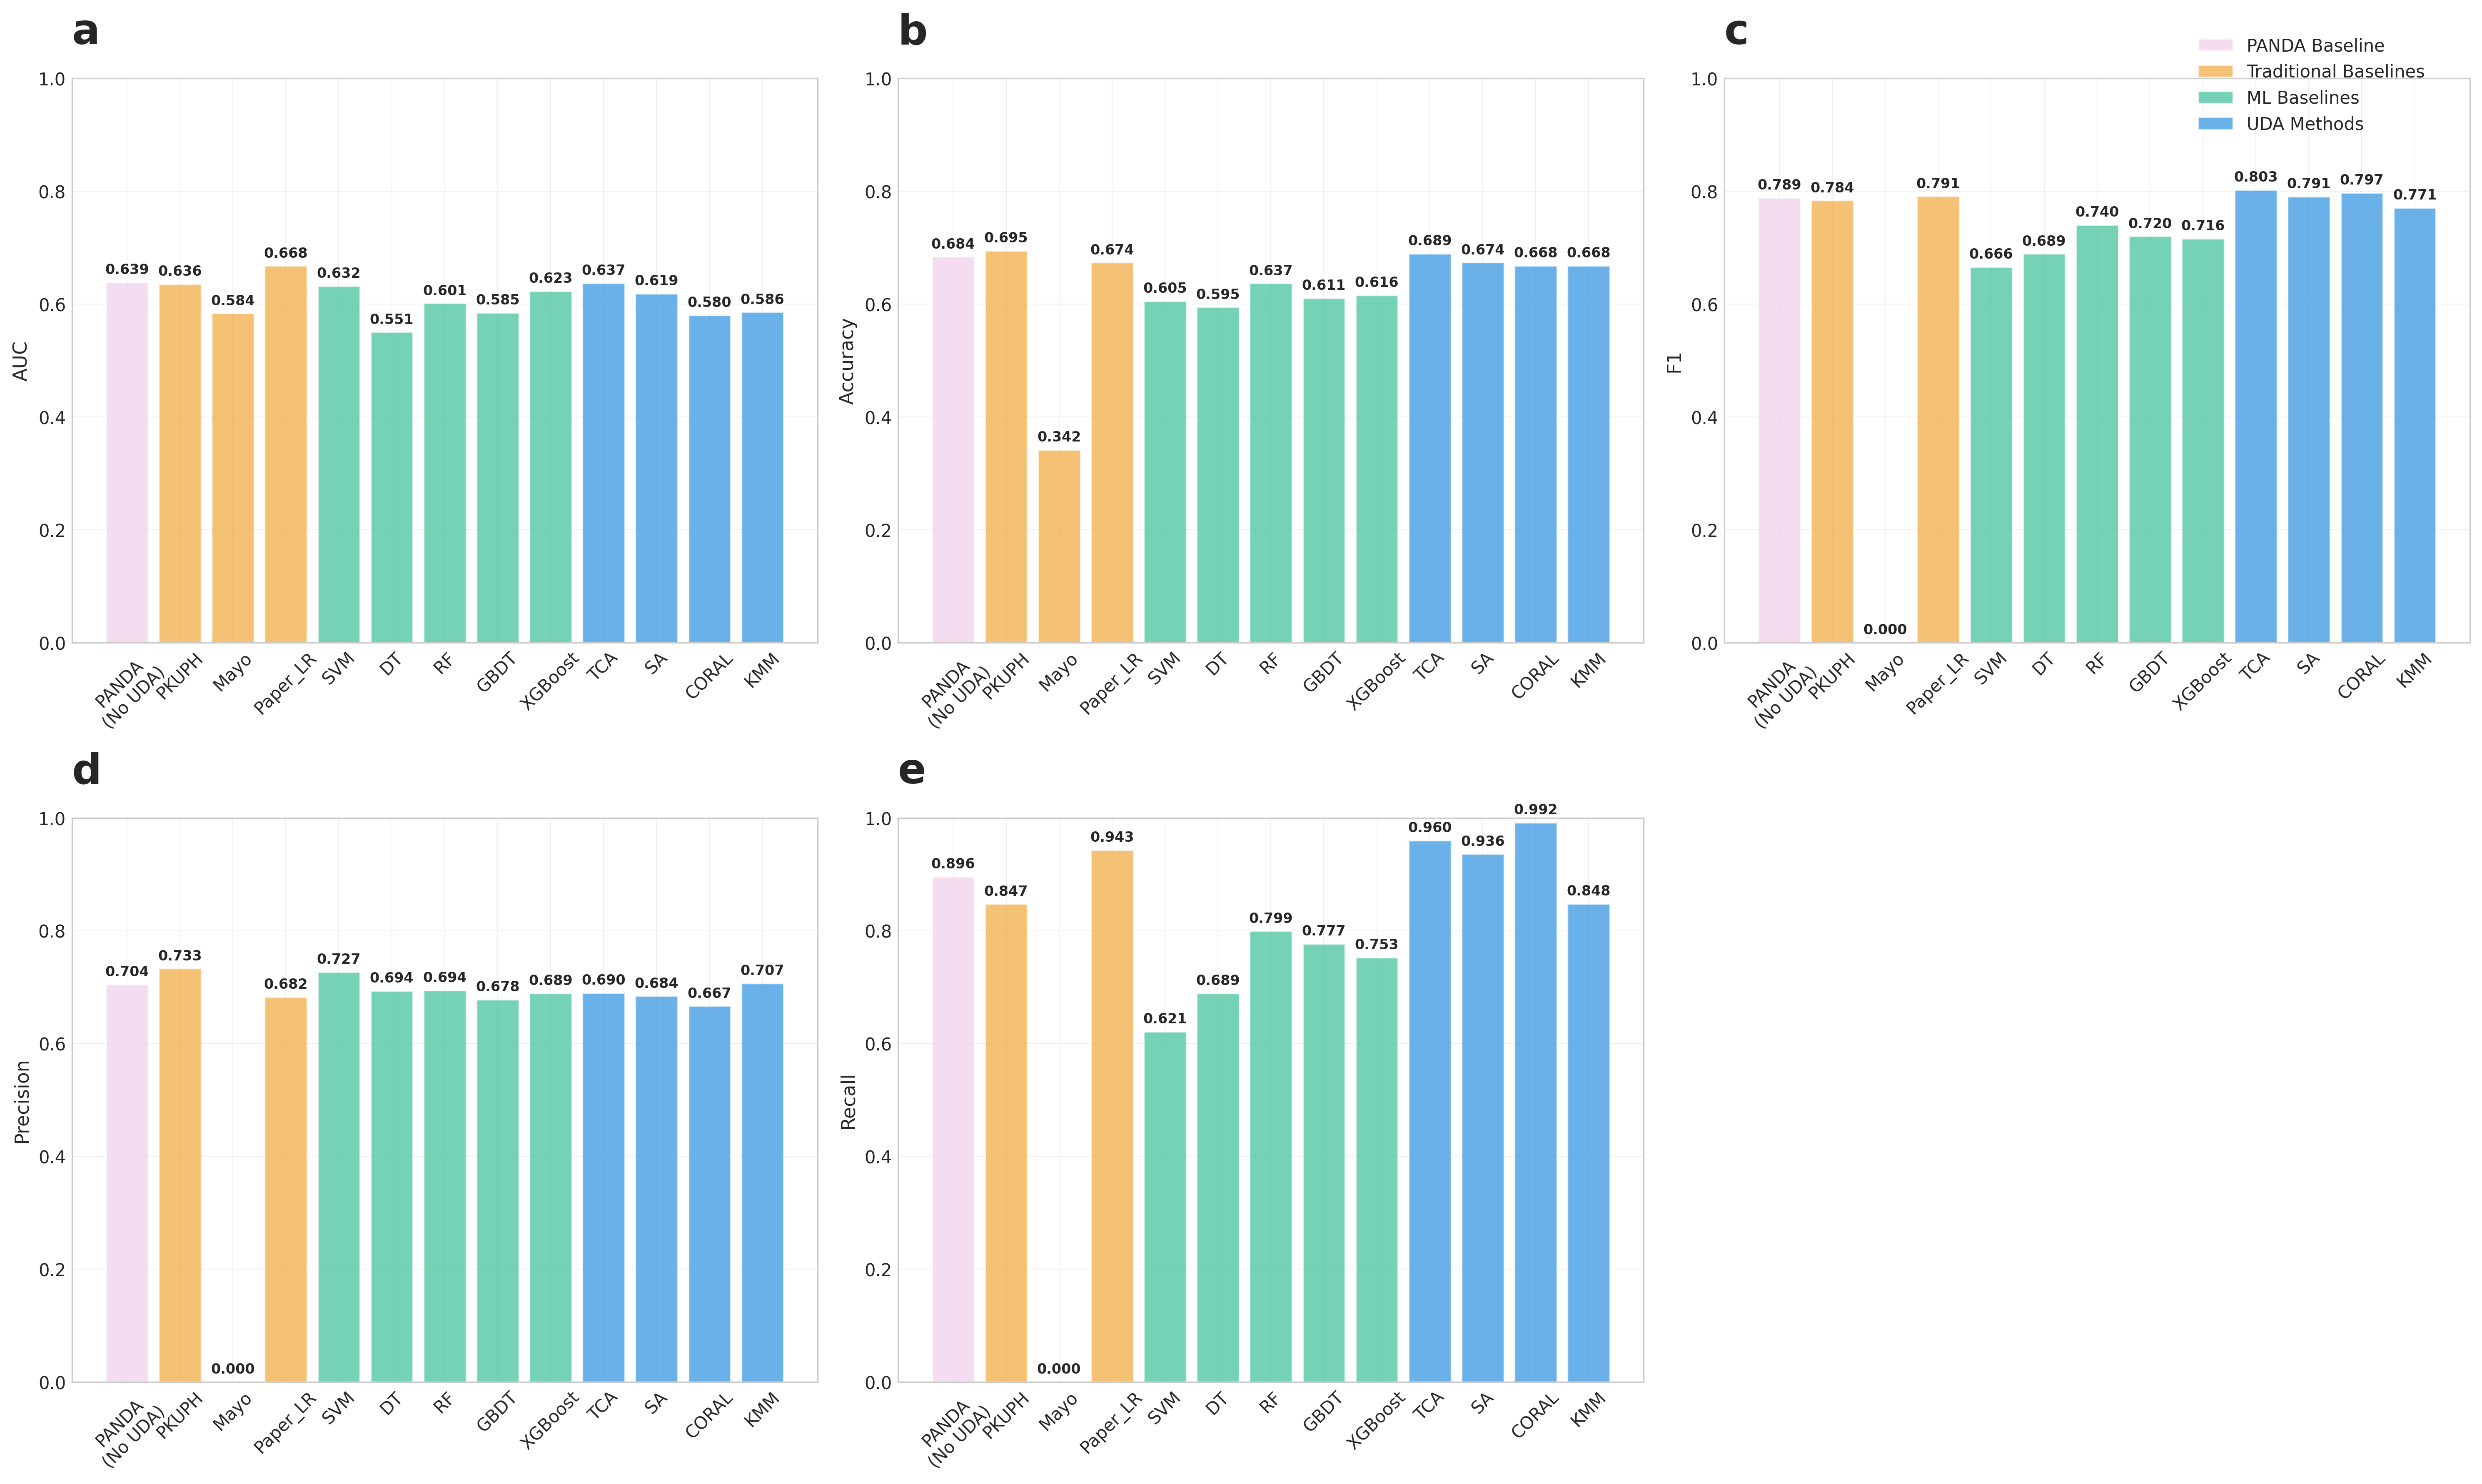 a
1.0
0.8
0.6
0.4
0.2
0.0
AUC
0.639
0.636
0.584
0.668
0.632
0.551
0.601
0.585
0.623
0.637
0.619
0.580
0.586
PANDA
(No UDA)
PKUPH
Mayo
Paper_LR
SVM
DT
RF
GBDT
XGBoost
TCA
SA
CORAL
KMM
b
1.0
0.8
0.6
0.4
0.2
0.0
Accuracy
0.684
0.695
0.342
0.674
0.605
0.595
0.637
0.611
0.616
0.689
0.674
0.668
0.668
PANDA
(No UDA)
PKUPH
Mayo
Paper_LR
SVM
DT
RF
GBDT
XGBoost
TCA
SA
CORAL
KMM
c
PANDA Baseline
Traditional Baselines
ML Baselines
UDA Methods
1.0
0.8
0.6
0.4
0.2
0.0
F1
0.789
0.784
0.000
0.791
0.666
0.689
0.740
0.720
0.716
0.803
0.791
0.797
0.771
PANDA
(No UDA)
PKUPH
Mayo
Paper_LR
SVM
DT
RF
GBDT
XGBoost
TCA
SA
CORAL
KMM
d
1.0
0.8
0.6
0.4
0.2
0.0
Precision
0.704
0.733
0.000
0.682
0.727
0.694
0.694
0.678
0.689
0.690
0.684
0.667
0.707
PANDA
(No UDA)
PKUPH
Mayo
Paper_LR
SVM
DT
RF
GBDT
XGBoost
TCA
SA
CORAL
KMM
e
1.0
0.8
0.6
0.4
0.2
0.0
Recall
0.896
0.847
0.000
0.943
0.621
0.689
0.799
0.777
0.753
0.960
0.936
0.992
0.848
PANDA
(No UDA)
PKUPH
Mayo
Paper_LR
SVM
DT
RF
GBDT
XGBoost
TCA
SA
CORAL
KMM